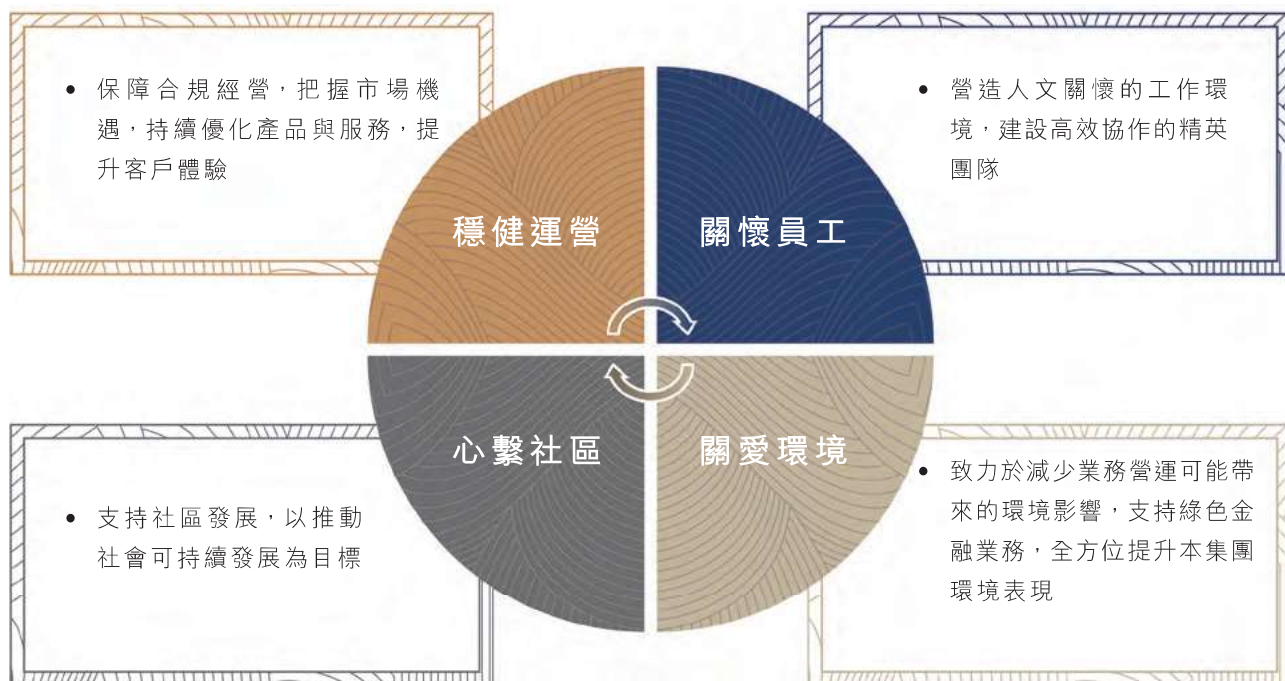 • 保障合規經營，把握市場機
遇，持續優化產品與服務，提
升客戶體驗
穩健運營
關懷員工
• 營造人文關懷的工作環
境，建設高效協作的精英
團隊
• 支持社區發展，以推動
社會可持續發展為目標
心繫社區
關愛環境
• 致力於減少業務營運可能帶
來的環境影響，支持綠色金
融業務，全方位提升本集團
環境表現